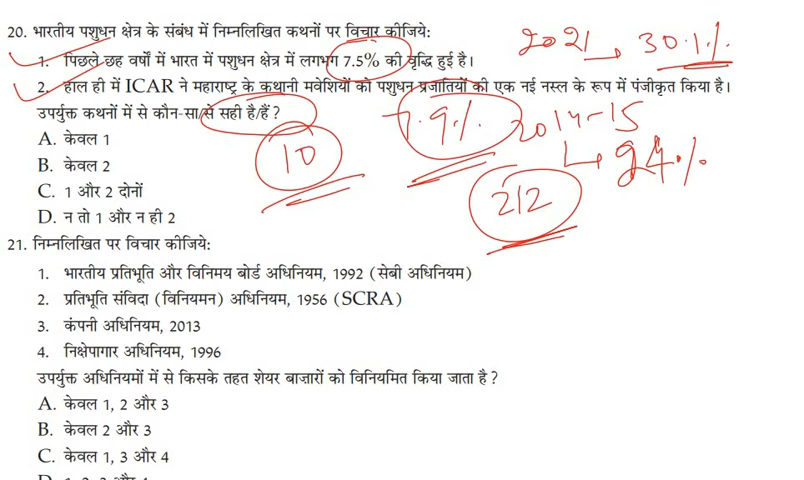 20. भारतीय पशुधन क्षेत्र के संबंध में निम्नलिखित कथनों पर विचार कीजिये:
2021 → 30.1%
1. पिछले छह वर्षों में भारत में पशुधन क्षेत्र में लगभग 7.5% की वृद्धि हुई है।
2. हाल ही में ICAR ने महाराष्ट्र के कथानी मवेशियों को पशुधन प्रजातियों की एक नई नस्ल के रूप में पंजीकृत किया है।
उपर्युक्त कथनों में से कौन-सा/से सही है/हैं?
7.9% 2014-15
A. केवल 1
10
B. केवल 2
↳ 24%
C. 1 और 2 दोनों
212
D. न तो 1 और न ही 2
21. निम्नलिखित पर विचार कीजिये:
1. भारतीय प्रतिभूति और विनिमय बोर्ड अधिनियम, 1992 (सेबी अधिनियम)
2. प्रतिभूति संविदा (विनियमन) अधिनियम, 1956 (SCRA)
3. कंपनी अधिनियम, 2013
4. निक्षेपागार अधिनियम, 1996
उपर्युक्त अधिनियमों में से किसके तहत शेयर बाज़ारों को विनियमित किया जाता है?
A. केवल 1, 2 और 3
B. केवल 2 और 3
C. केवल 1, 3 और 4